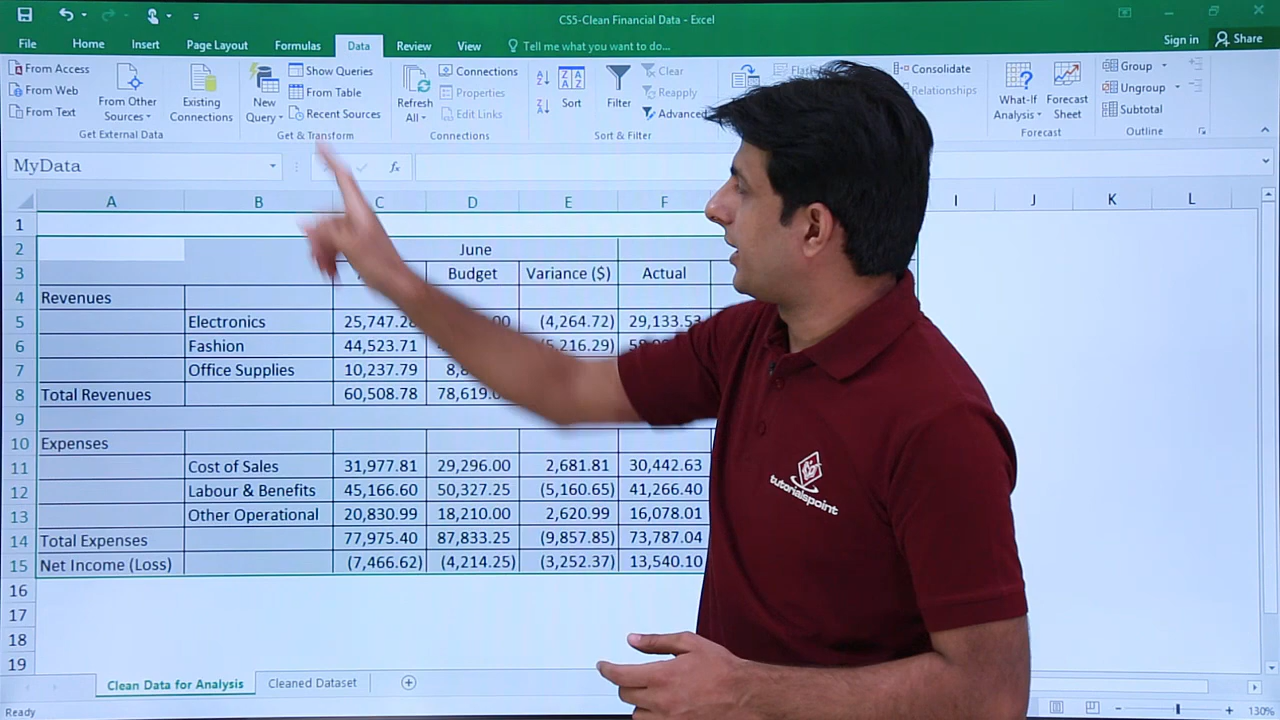 CS5-Clean Financial Data - Excel
File Home Insert Page Layout Formulas Data Review View Tell me what you want to do... Sign in Share
From Access
From Web
From Text
From Other Sources
Get External Data
Existing Connections
New Query
Show Queries
From Table
Recent Sources
Get & Transform
Refresh All
Connections
Properties
Edit Links
Connections
Sort
Filter
Clear
Reapply
Advanced
Sort & Filter
Consolidate
Relationships
What-If Analysis
Forecast Sheet
Forecast
Group
Ungroup
Subtotal
Outline
MyData fx
A B C D E F I J K L
1
2 June
3 Budget Variance ($) Actual
4 Revenues
5 Electronics (4,264.72) 29,133.53
6 Fashion 44,523.71
7 Office Supplies 10,237.79
8 Total Revenues 60,508.78
9
10 Expenses
11 Cost of Sales 31,977.81 29,296.00 2,681.81 30,442.63
12 Labour & Benefits 45,166.60 50,327.25 (5,160.65) 41,266.40
13 Other Operational 20,830.99 18,210.00 2,620.99 16,078.01
14 Total Expenses 77,975.40 87,833.25 (9,857.85) 73,787.04
15 Net Income (Loss) (7,466.62) (4,214.25) (3,252.37) 13,540.10
16
17
18
19
tutorialspoint
Clean Data for Analysis Cleaned Dataset
Ready 130%